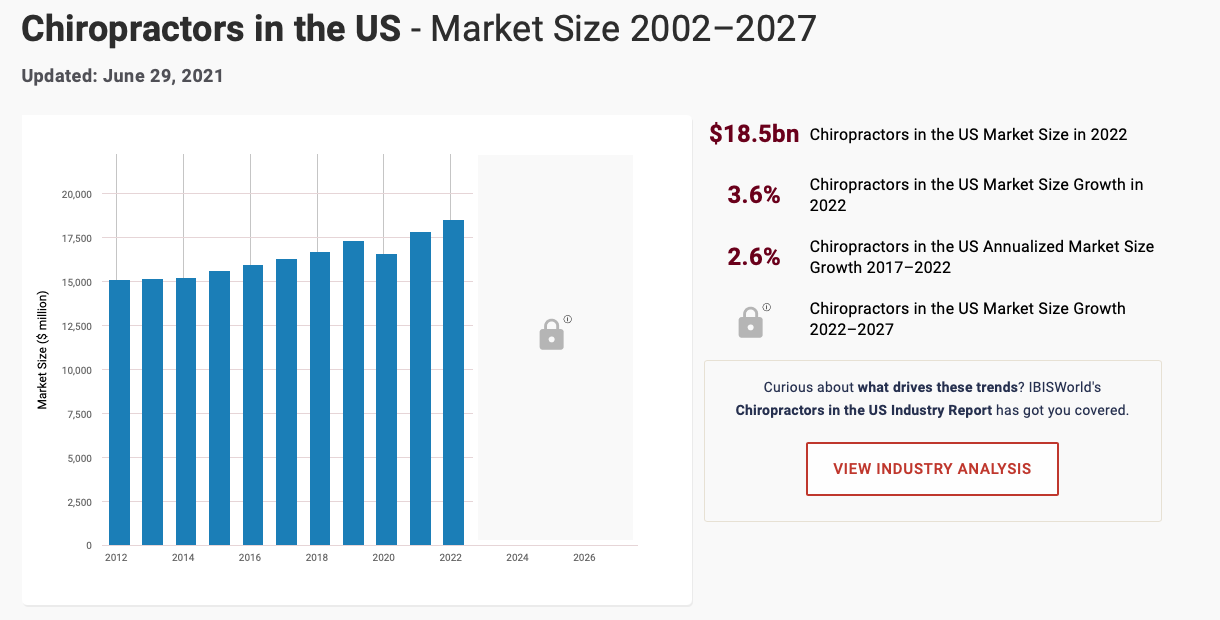 Chiropractors in the US - Market Size 2002–2027
Updated: June 29, 2021
Market Size ($ million)
20,000
17,500
15,000
12,500
10,000
7,500
5,000
2,500
0
2012 2014 2016 2018 2020 2022 2024 2026
$18.5bn Chiropractors in the US Market Size in 2022
3.6% Chiropractors in the US Market Size Growth in
2022
2.6% Chiropractors in the US Annualized Market Size
Growth 2017–2022
Chiropractors in the US Market Size Growth
2022–2027
Curious about what drives these trends? IBISWorld's
Chiropractors in the US Industry Report has got you covered.
VIEW INDUSTRY ANALYSIS